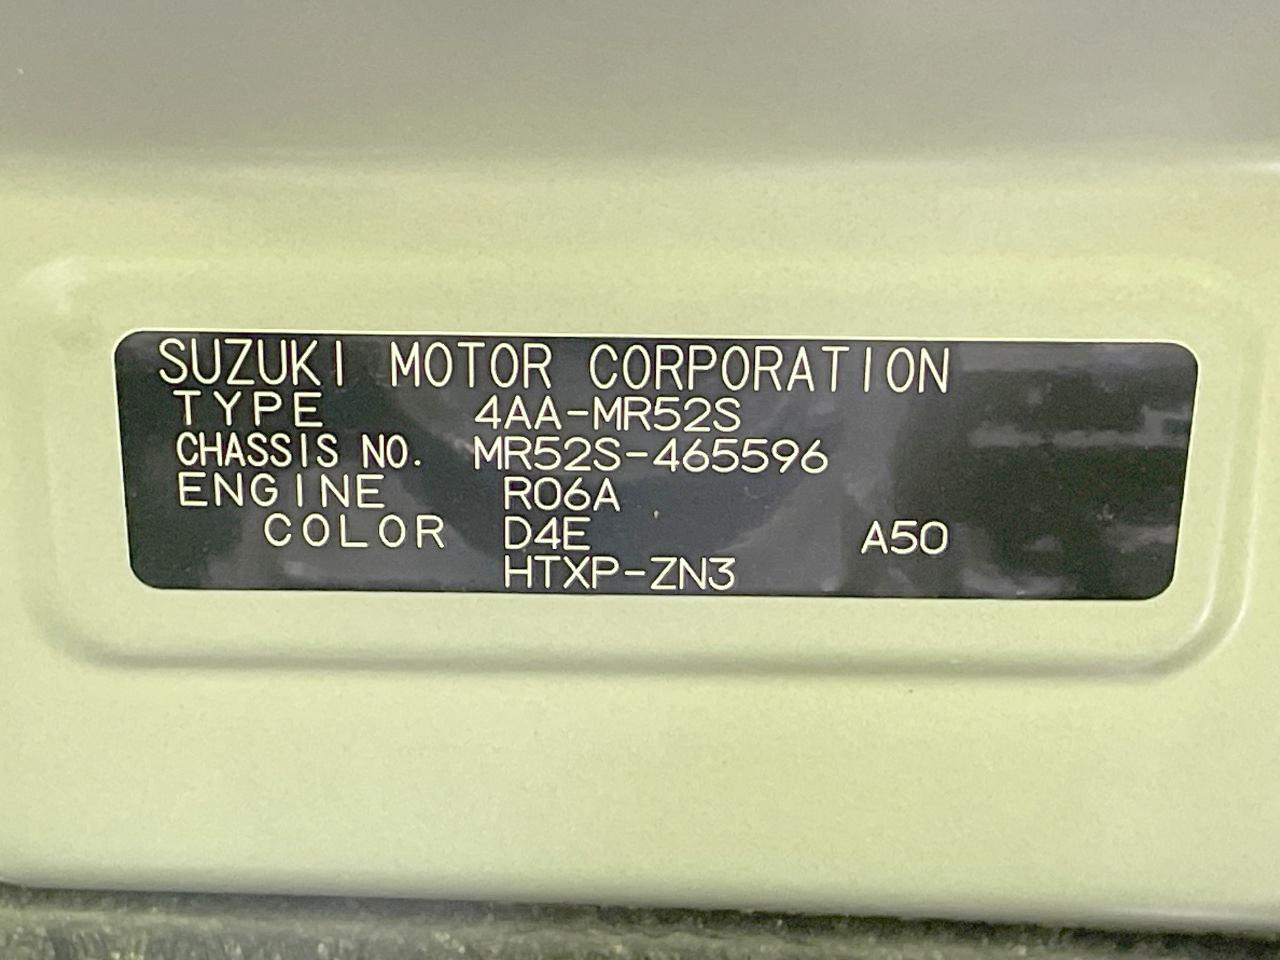 SUZUKI MOTOR CORPORATION
TYPE 4AA-MR52S
CHASSIS NO. MR52S-465596
ENGINE R06A
COLOR D4E A50
HTXP-ZN3